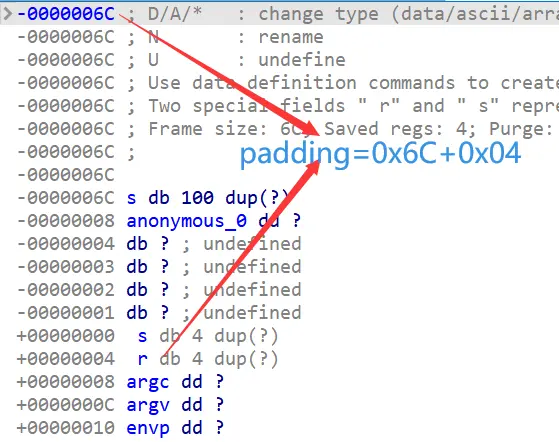 -0000006C ; D/A/* : change type (data/ascii/arra
-0000006C ; N : rename
-0000006C ; U : undefine
-0000006C ; Use data definition commands to create
-0000006C ; Two special fields " r" and " s" repre
-0000006C ; Frame size: 6C; Saved regs: 4; Purge:
-0000006C ;
padding=0x6C+0x04
-0000006C
-0000006C s db 100 dup(?)
-00000008 anonymous_0 dd ?
-00000004 db ? ; undefined
-00000003 db ? ; undefined
-00000002 db ? ; undefined
-00000001 db ? ; undefined
+00000000 s db 4 dup(?)
+00000004 r db 4 dup(?)
+00000008 argc dd ?
+0000000C argv dd ?
+00000010 envp dd ?